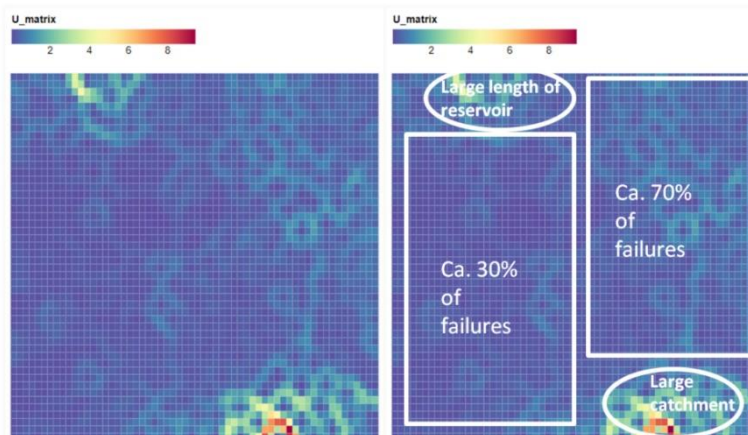 U_matrix
2 4 6 8
U_matrix
2 4 6 8
Large length of
reservoir
Ca. 70%
of
failures
Ca. 30%
of
failures
Large
catchment